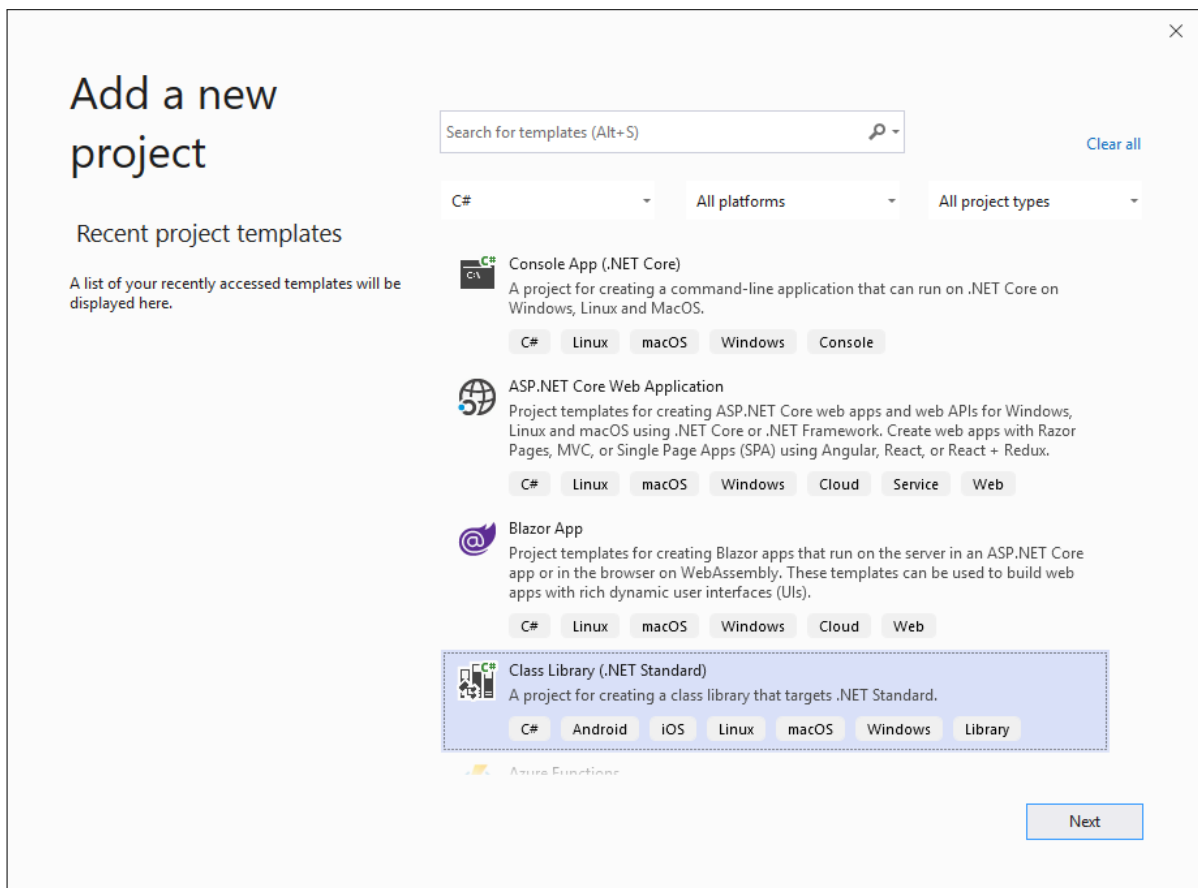 Add a new
project
Search for templates (Alt+S)
Clear all
C#
All platforms
All project types
Recent project templates
A list of your recently accessed templates will be
displayed here.
C#
C:\
Console App (.NET Core)
A project for creating a command-line application that can run on .NET Core on
Windows, Linux and MacOS.
C# Linux macOS Windows Console
ASP.NET Core Web Application
Project templates for creating ASP.NET Core web apps and web APIs for Windows,
Linux and macOS using .NET Core or .NET Framework. Create web apps with Razor
Pages, MVC, or Single Page Apps (SPA) using Angular, React, or React + Redux.
C# Linux macOS Windows Cloud Service Web
@
Blazor App
Project templates for creating Blazor apps that run on the server in an ASP.NET Core
app or in the browser on WebAssembly. These templates can be used to build web
apps with rich dynamic user interfaces (UIs).
C# Linux macOS Windows Cloud Web
C#
Class Library (.NET Standard)
A project for creating a class library that targets .NET Standard.
C# Android iOS Linux macOS Windows Library
Azure Functions
Next